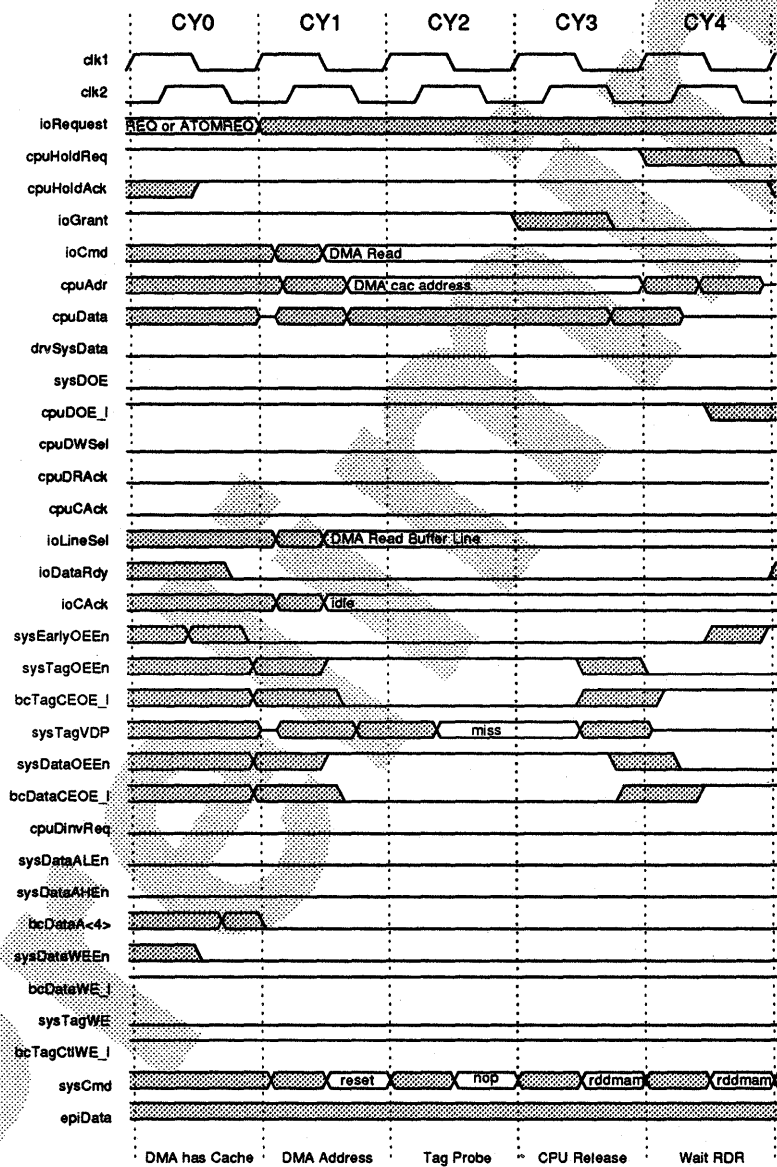 CY0 CY1 CY2 CY3 CY4
clk1
clk2
ioRequest REQ or ATOMREQ
cpuHoldReq
cpuHoldAck
ioGrant
ioCmd DMA Read
cpuAdr DMA cac address
cpuData
drvSysData
sysDOE
cpuDOE_l
cpuDWSel
cpuDRAck
cpuCAck
ioLineSel DMA Read Buffer Line
ioDataRdy
ioCAck idle
sysEarlyOEEn
sysTagOEEn
bcTagCEOE_l
sysTagVDP miss
sysDataOEEn
bcDataCEOE_l
cpuDInvReq
sysDataALEn
sysDataAHEn
bcDataA<4>
sysDataWEEn
bcDataWE_l
sysTagWE
bcTagCtlWE_l
sysCmd reset nop rddmam rddmam
epiData
DMA has Cache DMA Address Tag Probe CPU Release Wait RDR